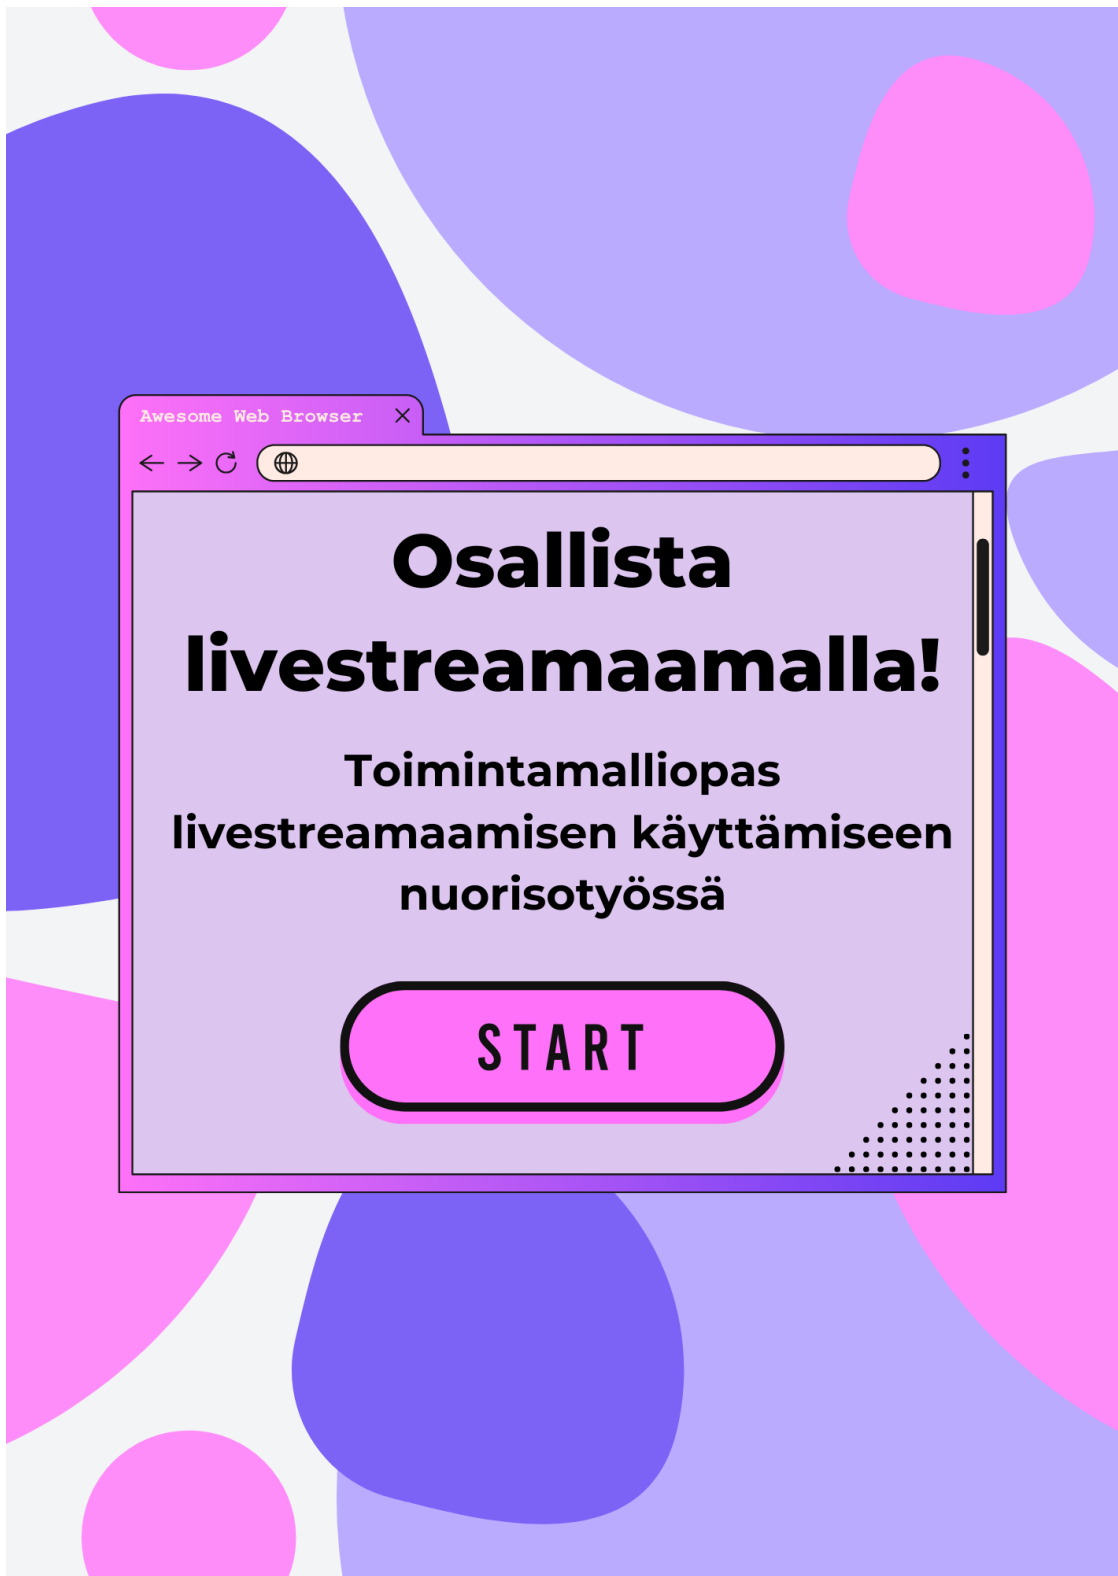 Awesome Web Browser
Osallista
livestreamaamalla!
Toimintamalliopas
livestreamaamisen käyttämiseen
nuorisotyössä
START